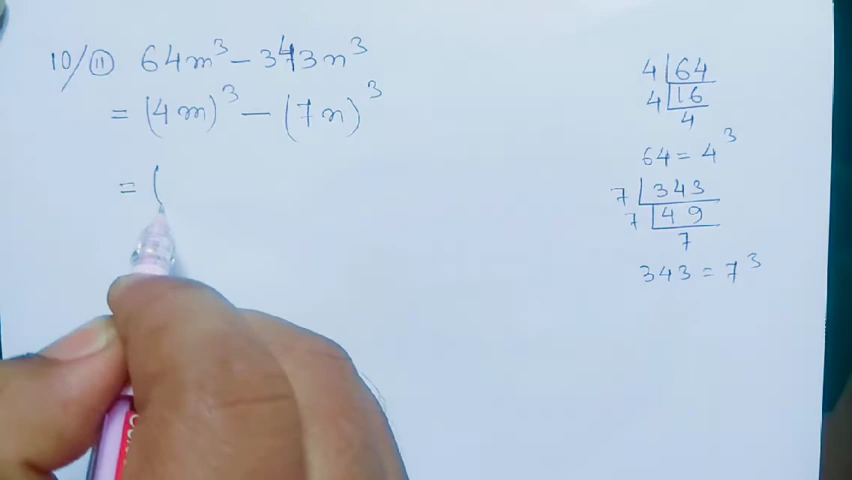 10/⑪ 64m³ - 343n³
= (4m)³ - (7n)³
= (
4 | 64
4 | 16
4
64 = 4³
7 | 343
7 | 49
7
343 = 7³